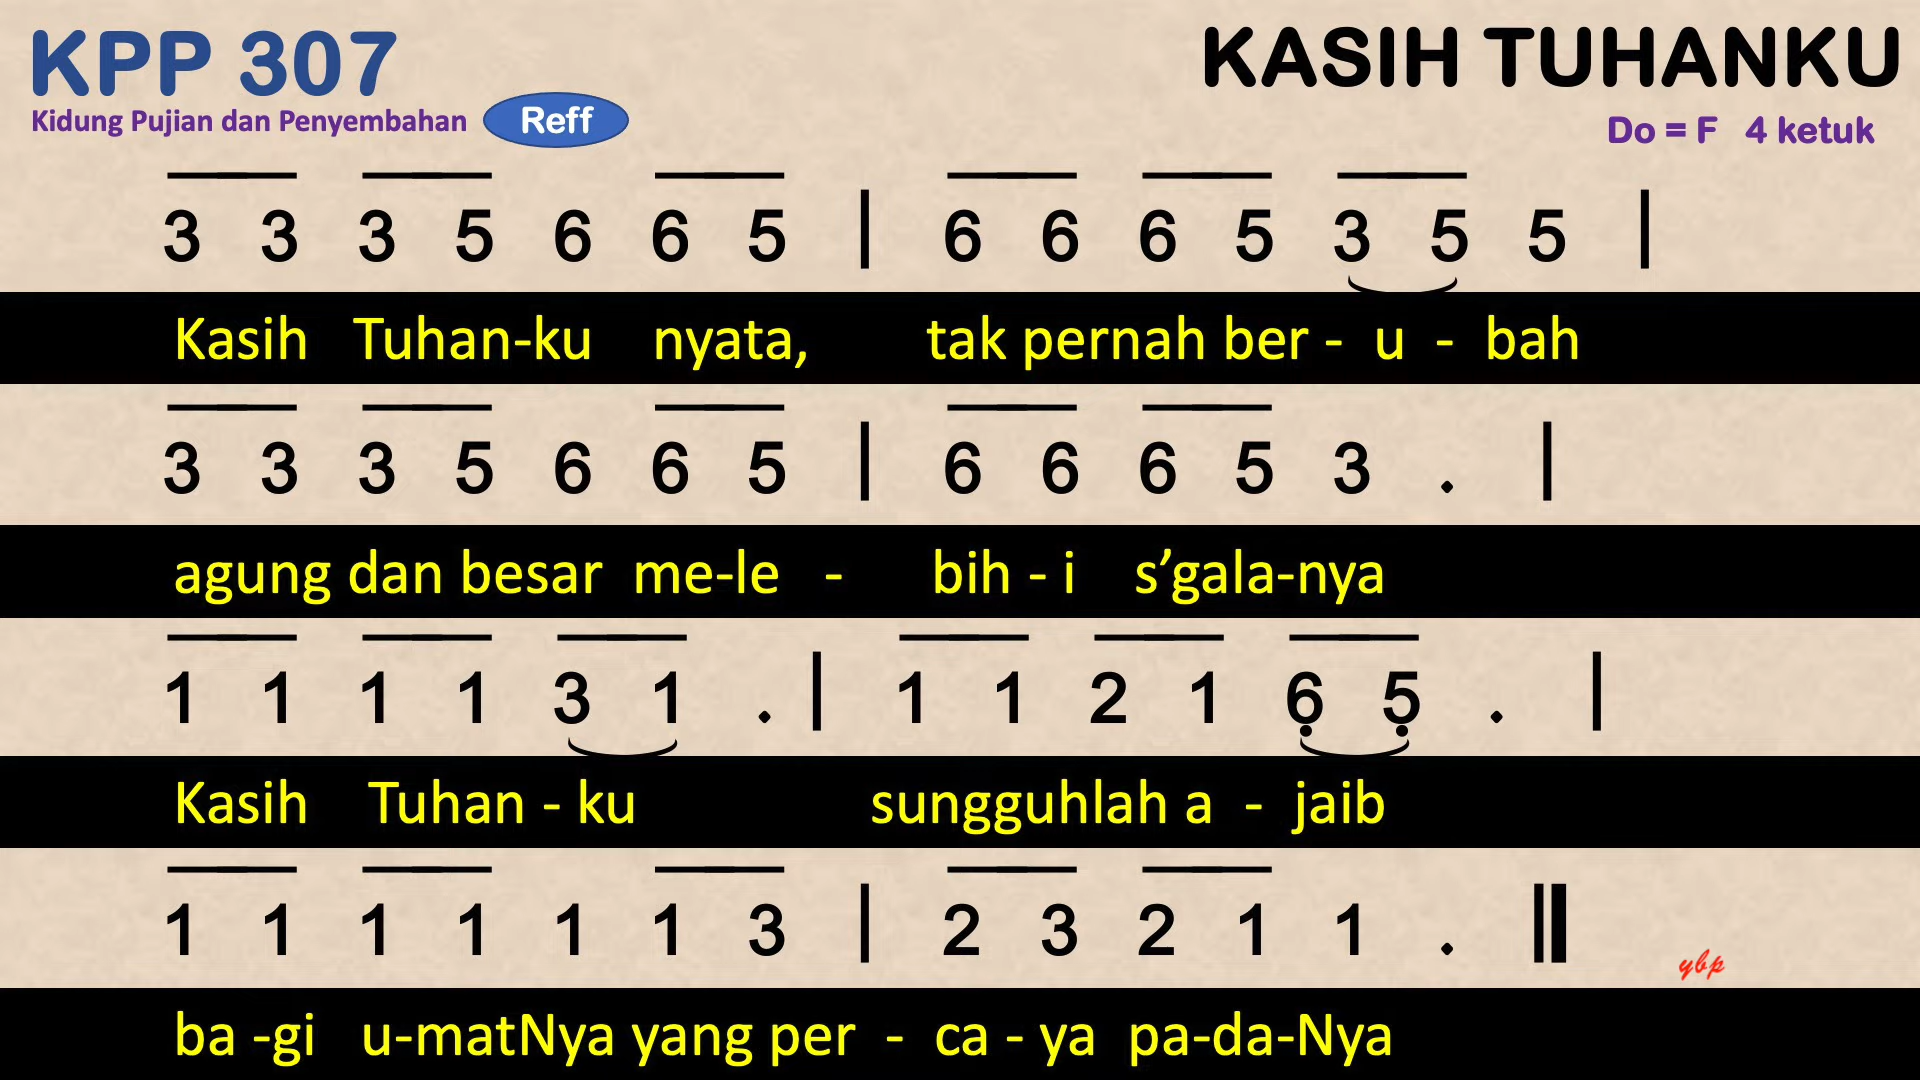 KPP 307
KASIH TUHANKU
Kidung Pujian dan Penyembahan
Reff
Do = F 4 ketuk
3 3 3 5 6 6 5 | 6 6 6 5 3 5 5 |
Kasih Tuhan-ku nyata, tak pernah ber - u - bah
3 3 3 5 6 6 5 | 6 6 6 5 3 . |
agung dan besar me-le - bih - i s’gala-nya
1 1 1 1 3 1 . | 1 1 2 1 6̣ 5̣ . |
Kasih Tuhan - ku sungguhlah a - jaib
1 1 1 1 1 1 3 | 2 3 2 1 1 . ||
ybp
ba -gi u-matNya yang per - ca - ya pa-da-Nya